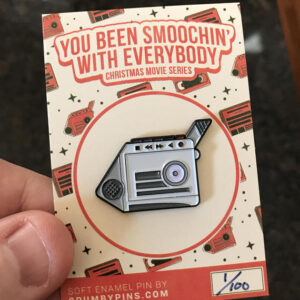 YOU BEEN SMOOCHIN'
WITH EVERYBODY
CHRISTMAS MOVIE SERIES
SOFT ENAMEL PIN BY
1/100